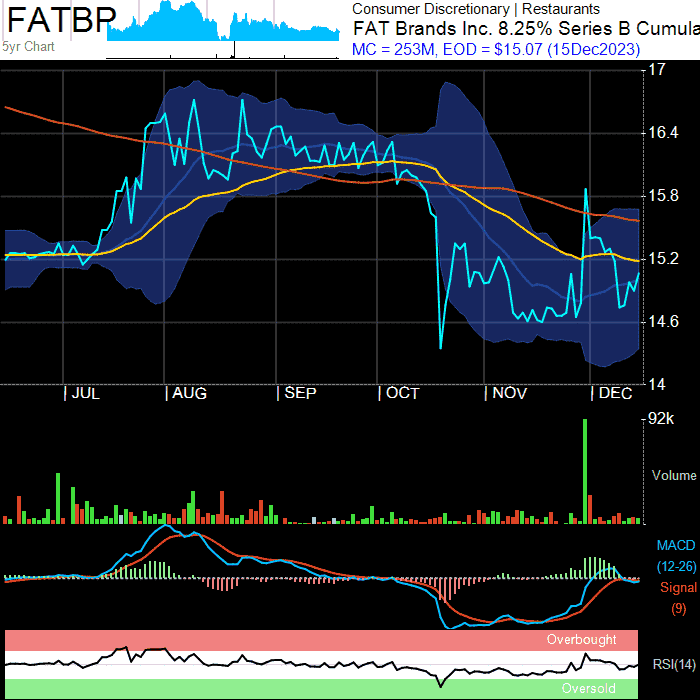 FATBP
5yr Chart
Consumer Discretionary | Restaurants
FAT Brands Inc. 8.25% Series B Cumula
MC = 253M, EOD = $15.07 (15Dec2023)
17
16.4
15.8
15.2
14.6
14
JUL AUG SEP OCT NOV DEC
92k
Volume
MACD
(12-26)
Signal
(9)
Overbought
RSI(14)
Oversold